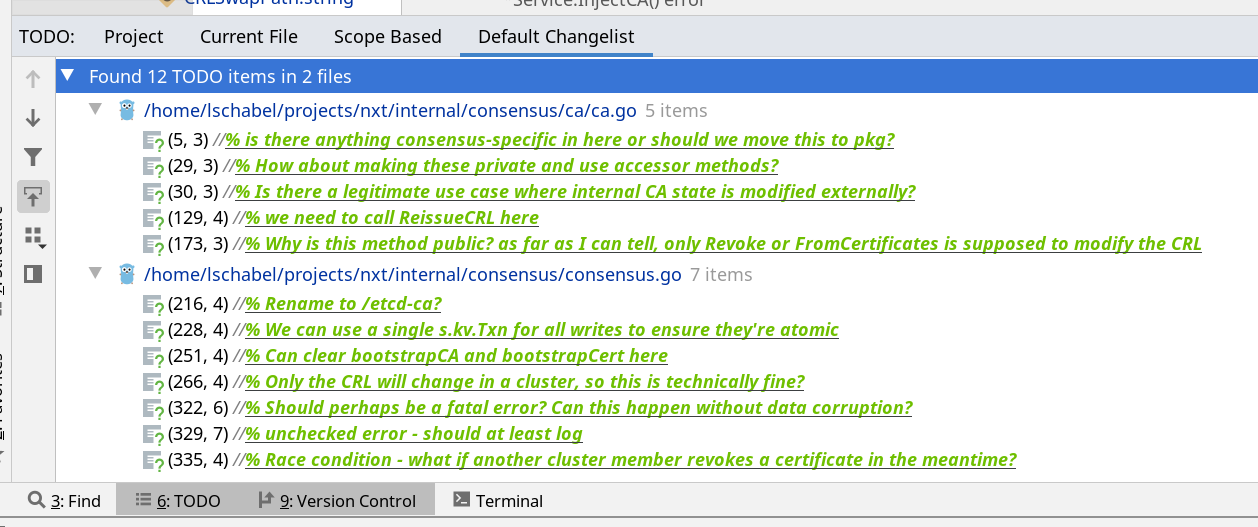 CRLSwapPath:string
Service.InjectCA() error
TODO: Project Current File Scope Based Default Changelist
Found 12 TODO items in 2 files
/home/lschabel/projects/nxt/internal/consensus/ca/ca.go 5 items
(5, 3) //% is there anything consensus-specific in here or should we move this to pkg?
(29, 3) //% How about making these private and use accessor methods?
(30, 3) //% Is there a legitimate use case where internal CA state is modified externally?
(129, 4) //% we need to call ReissueCRL here
(173, 3) //% Why is this method public? as far as I can tell, only Revoke or FromCertificates is supposed to modify the CRL
/home/lschabel/projects/nxt/internal/consensus/consensus.go 7 items
(216, 4) //% Rename to /etcd-ca?
(228, 4) //% We can use a single s.kv.Txn for all writes to ensure they're atomic
(251, 4) //% Can clear bootstrapCA and bootstrapCert here
(266, 4) //% Only the CRL will change in a cluster, so this is technically fine?
(322, 6) //% Should perhaps be a fatal error? Can this happen without data corruption?
(329, 7) //% unchecked error - should at least log
(335, 4) //% Race condition - what if another cluster member revokes a certificate in the meantime?
3: Find 6: TODO 9: Version Control Terminal